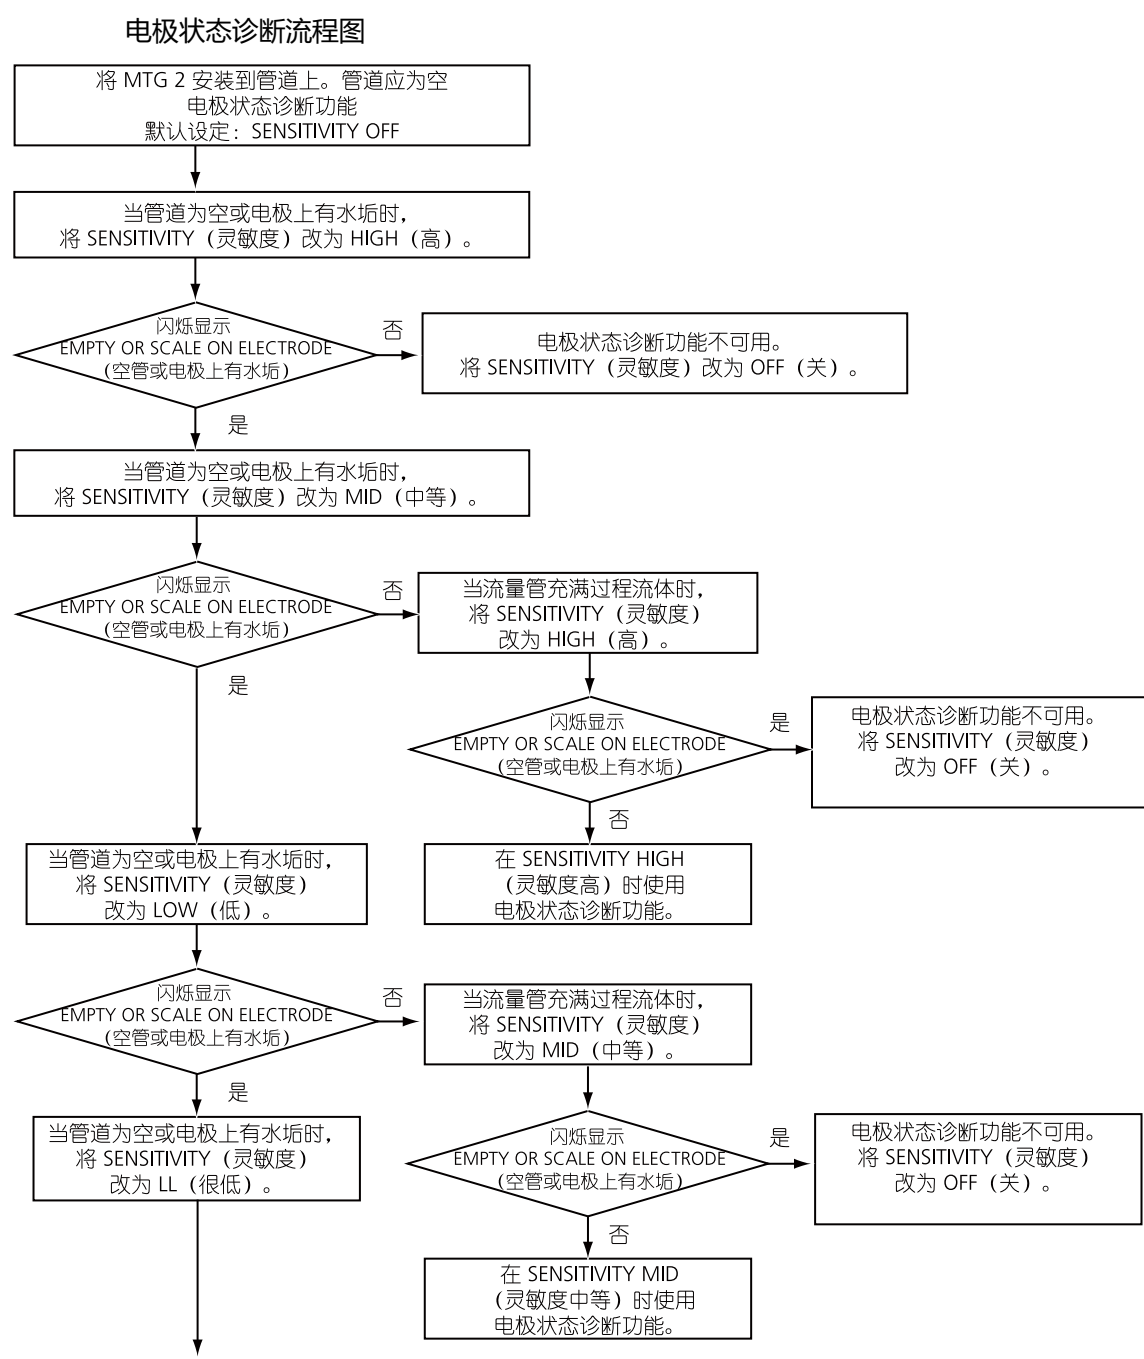 电极状态诊断流程图
将 MTG 2 安装到管道上。管道应为空
电极状态诊断功能
默认设定：SENSITIVITY OFF
当管道为空或电极上有水垢时，
将 SENSITIVITY（灵敏度）改为 HIGH（高）。
闪烁显示
EMPTY OR SCALE ON ELECTRODE
（空管或电极上有水垢）
否
电极状态诊断功能不可用。
将 SENSITIVITY（灵敏度）改为 OFF（关）。
是
当管道为空或电极上有水垢时，
将 SENSITIVITY（灵敏度）改为 MID（中等）。
闪烁显示
EMPTY OR SCALE ON ELECTRODE
（空管或电极上有水垢）
否
当流量管充满过程流体时，
将 SENSITIVITY（灵敏度）
改为 HIGH（高）。
是
闪烁显示
EMPTY OR SCALE ON ELECTRODE
（空管或电极上有水垢）
是
电极状态诊断功能不可用。
将 SENSITIVITY（灵敏度）
改为 OFF（关）。
否
当管道为空或电极上有水垢时，
将 SENSITIVITY（灵敏度）
改为 LOW（低）。
在 SENSITIVITY HIGH
（灵敏度高）时使用
电极状态诊断功能。
闪烁显示
EMPTY OR SCALE ON ELECTRODE
（空管或电极上有水垢）
否
当流量管充满过程流体时，
将 SENSITIVITY（灵敏度）
改为 MID（中等）。
是
当管道为空或电极上有水垢时，
将 SENSITIVITY（灵敏度）
改为 LL（很低）。
闪烁显示
EMPTY OR SCALE ON ELECTRODE
（空管或电极上有水垢）
是
电极状态诊断功能不可用。
将 SENSITIVITY（灵敏度）
改为 OFF（关）。
否
在 SENSITIVITY MID
（灵敏度中等）时使用
电极状态诊断功能。